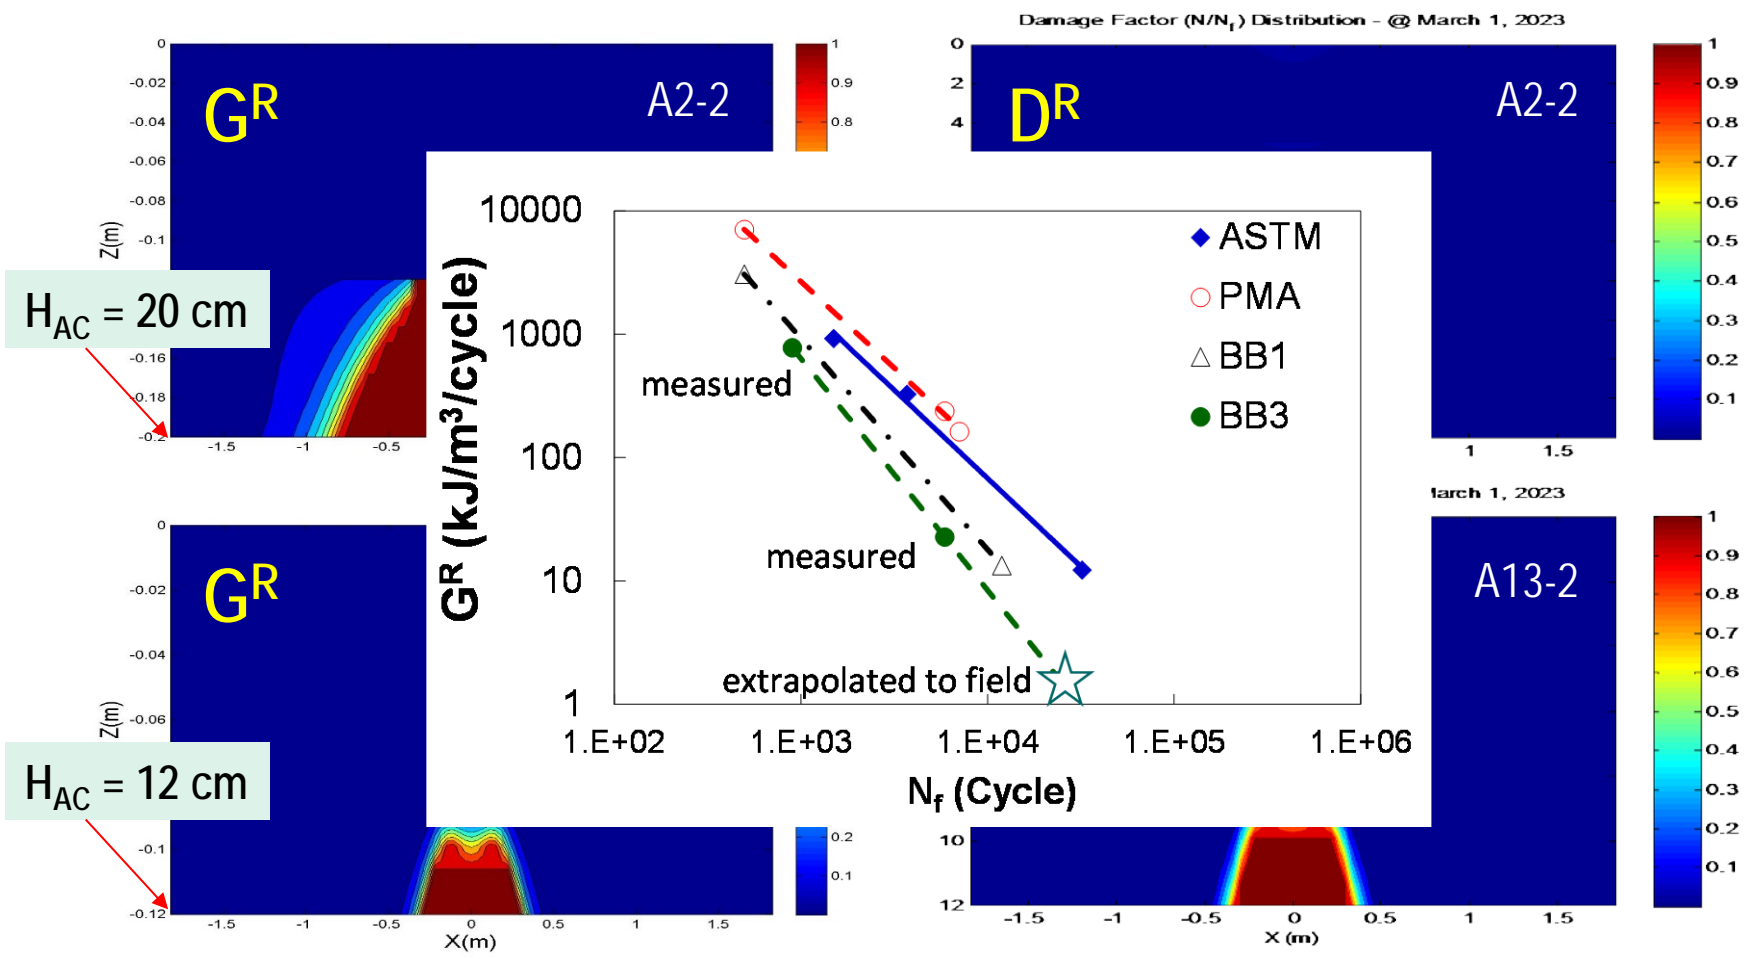 Damage Factor (N/Nf) Distribution - @ March 1, 2023
0
-0.02
-0.04
-0.06
-0.08
-0.1
-0.16
-0.18
-0.2
Z(m)
G^R
A2-2
1
0.9
0.8
-1.5
-1
-0.5
H_AC = 20 cm
0
2
4
D^R
A2-2
1
0.9
0.8
0.7
0.6
0.5
0.4
0.3
0.2
0.1
1
1.5
G^R (kJ/m³/cycle)
10000
1000
100
10
1
ASTM
PMA
BB1
BB3
measured
measured
extrapolated to field
1.E+02
1.E+03
1.E+04
1.E+05
1.E+06
N_f (Cycle)
0
-0.02
-0.04
-0.06
-0.1
-0.12
Z(m)
G^R
H_AC = 12 cm
0.2
0.1
-1.5
-1
-0.5
0
0.5
1
1.5
X(m)
March 1, 2023
A13-2
1
0.9
0.8
0.7
0.6
0.5
0.4
0.3
0.2
0.1
10
12
-1.5
-1
-0.5
0
0.5
1
1.5
X (m)